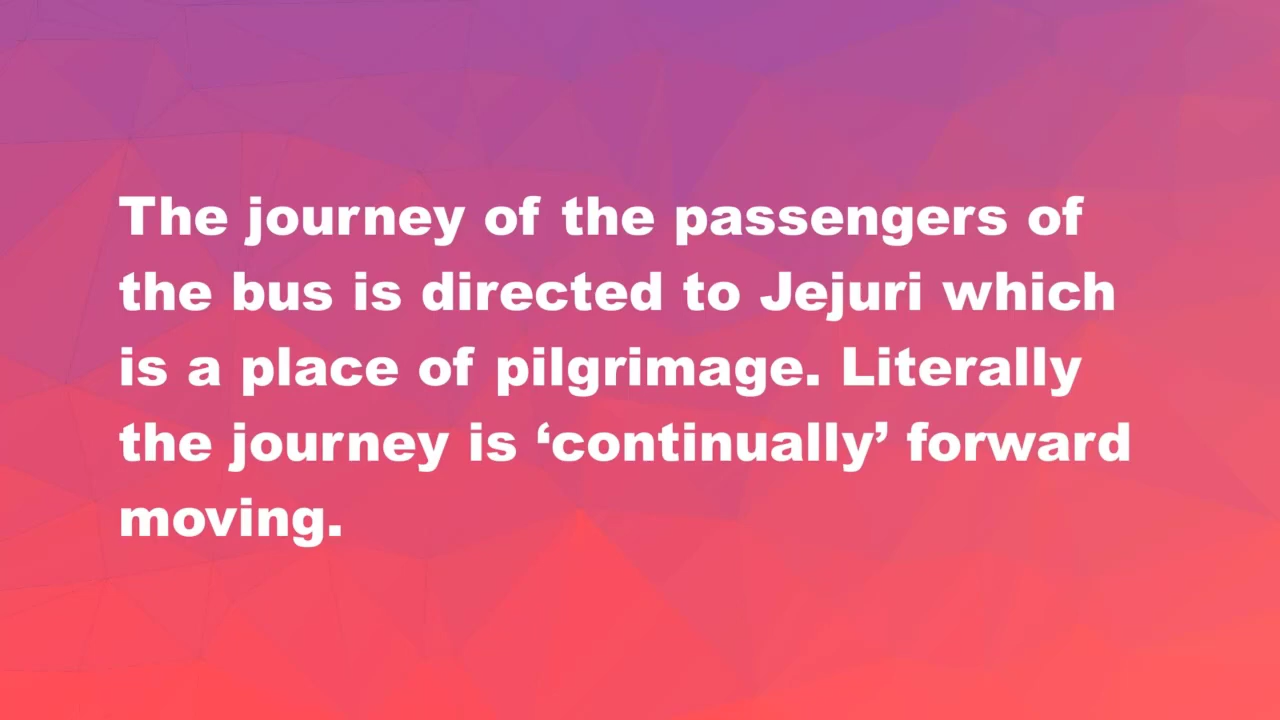 The journey of the passengers of
the bus is directed to Jejuri which
is a place of pilgrimage. Literally
the journey is ‘continually’ forward
moving.